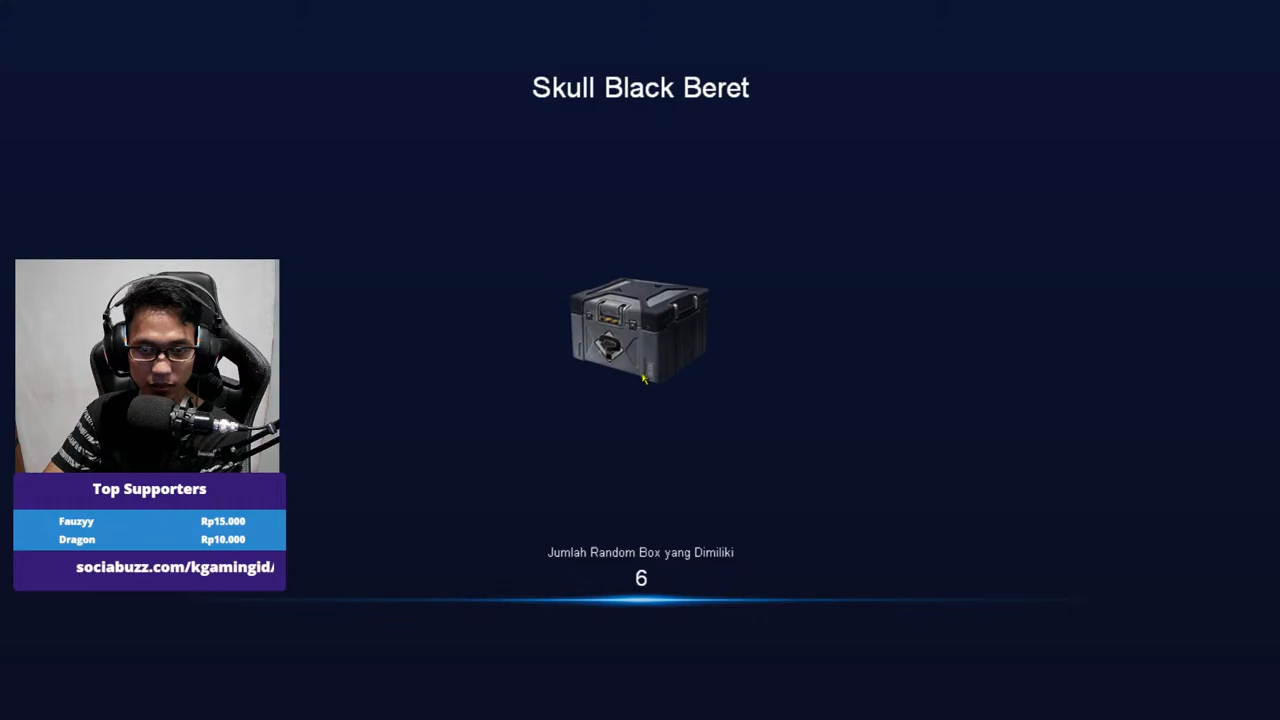 Skull Black Beret
Top Supporters
Fauzyy Rp15.000
Dragon Rp10.000
sociabuzz.com/kgamingid/
Jumlah Random Box yang Dimiliki
6